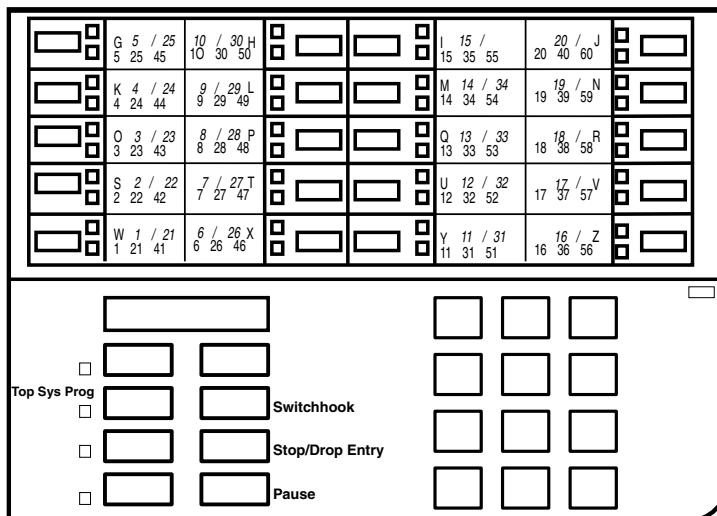 G 5 / 25 10 / 30 H I 15 / 20 / J
5 25 45 10 30 50 15 35 55 20 40 60
K 4 / 24 9 / 29 L M 14 / 34 19 / N
4 24 44 9 29 49 14 34 54 19 39 59
O 3 / 23 8 / 28 P Q 13 / 33 18 / R
3 23 43 8 28 48 13 33 53 18 38 58
S 2 / 22 7 / 27 T U 12 / 32 17 / V
2 22 42 7 27 47 12 32 52 17 37 57
W 1 / 21 6 / 26 X Y 11 / 31 16 / Z
1 21 41 6 26 46 11 31 51 16 36 56
Top Sys Prog
Switchhook
Stop/Drop Entry
Pause